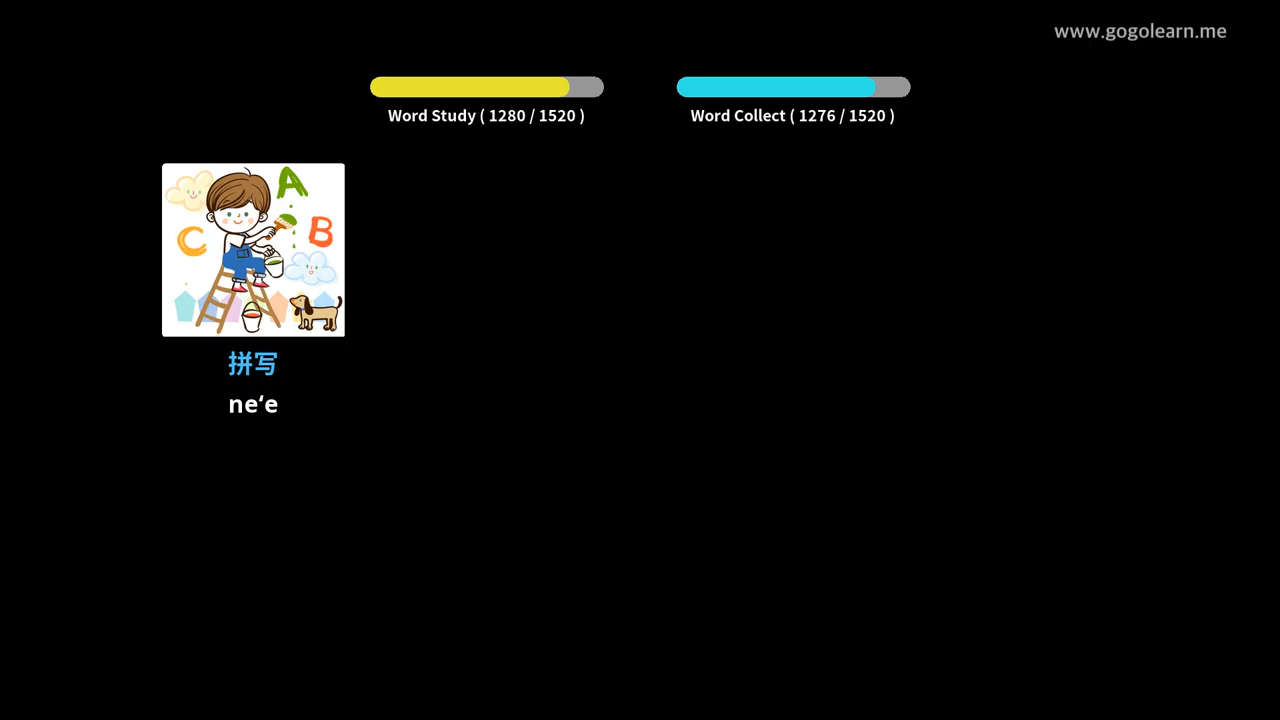 www.gogolearn.me
Word Study ( 1280 / 1520 )
Word Collect ( 1276 / 1520 )
A
B
C
拼写
ne‘e